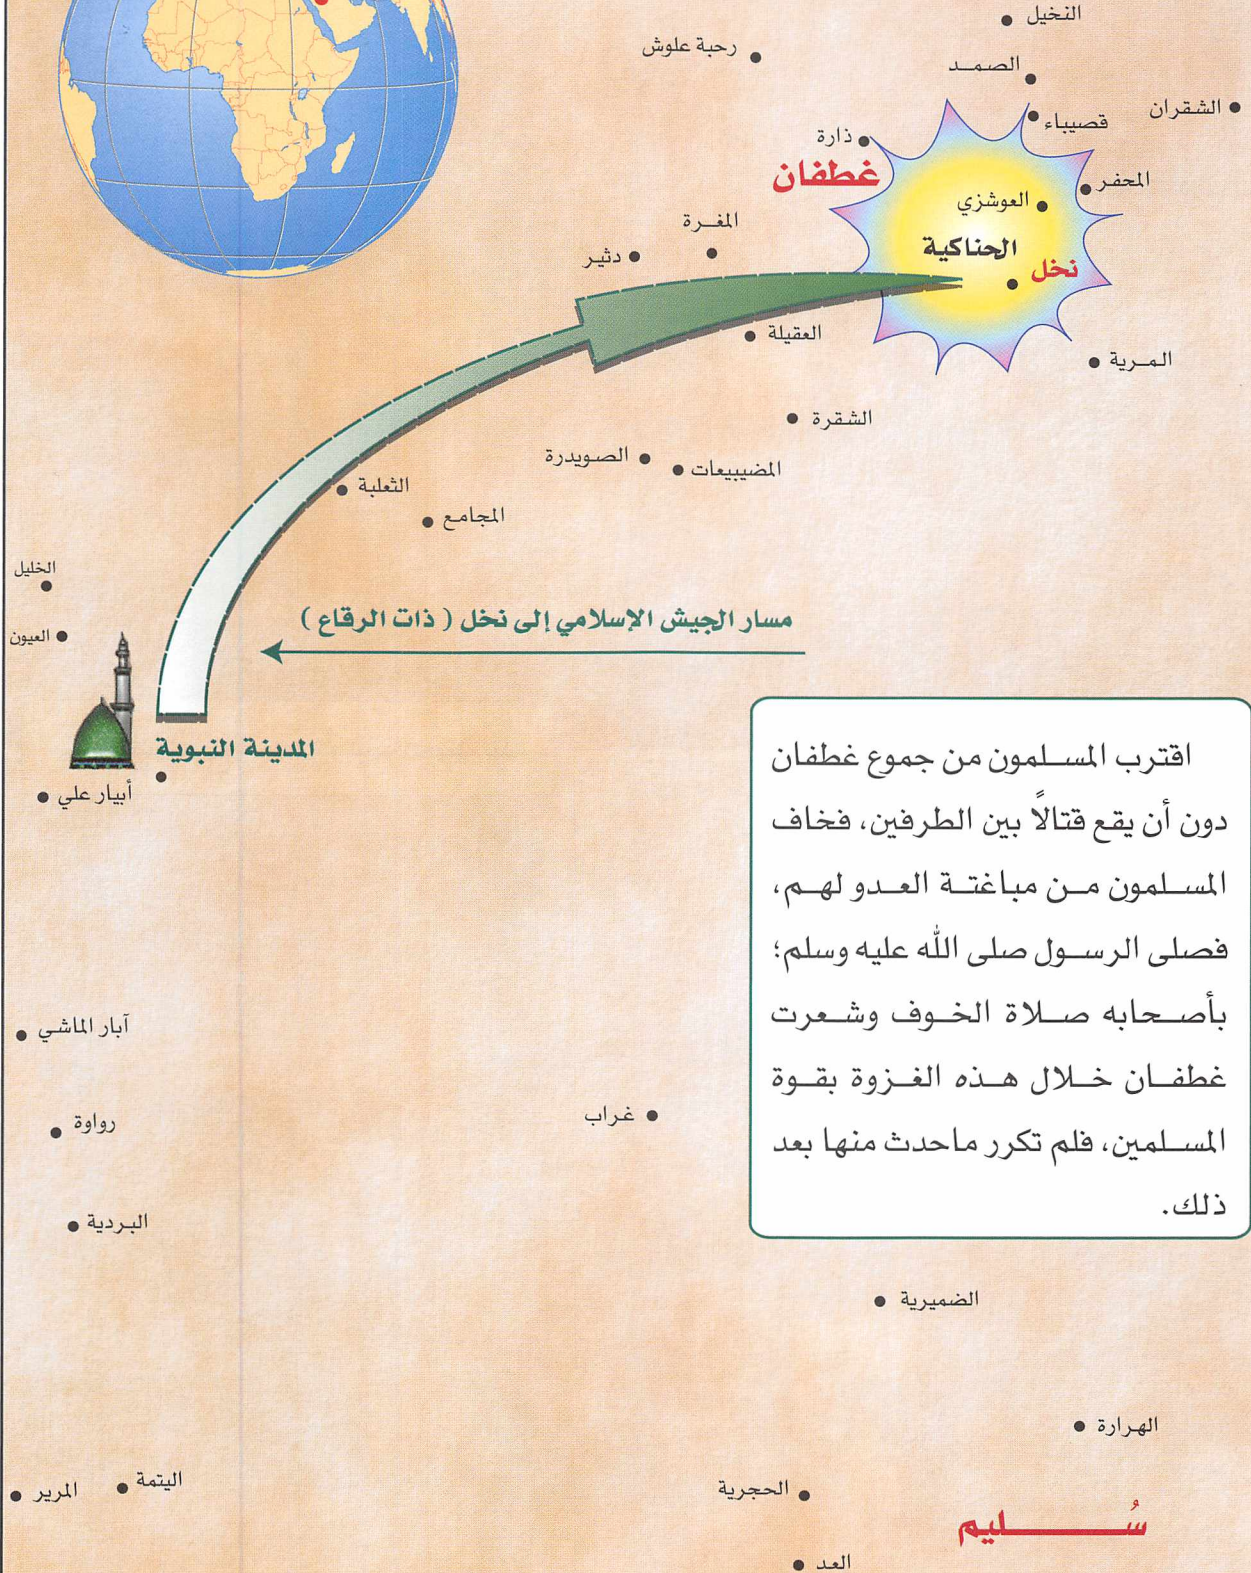 النخيل
رحبة علوش
الصمد
الشقران
قصيباء
ذارة
غطفان
المحفر
العوشزي
المغرة
الحناكية
دثير
نخل
العقيلة
المرية
الشقرة
الصويدرة
المضيبيعات
الثعلبة
المجامع
الخليل
مسار الجيش الإسلامي إلى نخل ( ذات الرقاع )
العيون
المدينة النبوية
أبيار علي
اقترب المسلمون من جموع غطفان
دون أن يقع قتالاً بين الطرفين، فخاف
المسلمون من مباغتة العدو لهم،
فصلى الرسول صلى الله عليه وسلم؛
بأصحابه صلاة الخوف وشعرت
غطفان خلال هذه الغزوة بقوة
المسلمين، فلم تكرر ماحدث منها بعد
ذلك.
آبار الماشي
غراب
رواوة
البردية
الضميرية
الهرارة
اليتمة
المرير
الحجرية
سُليم
العد